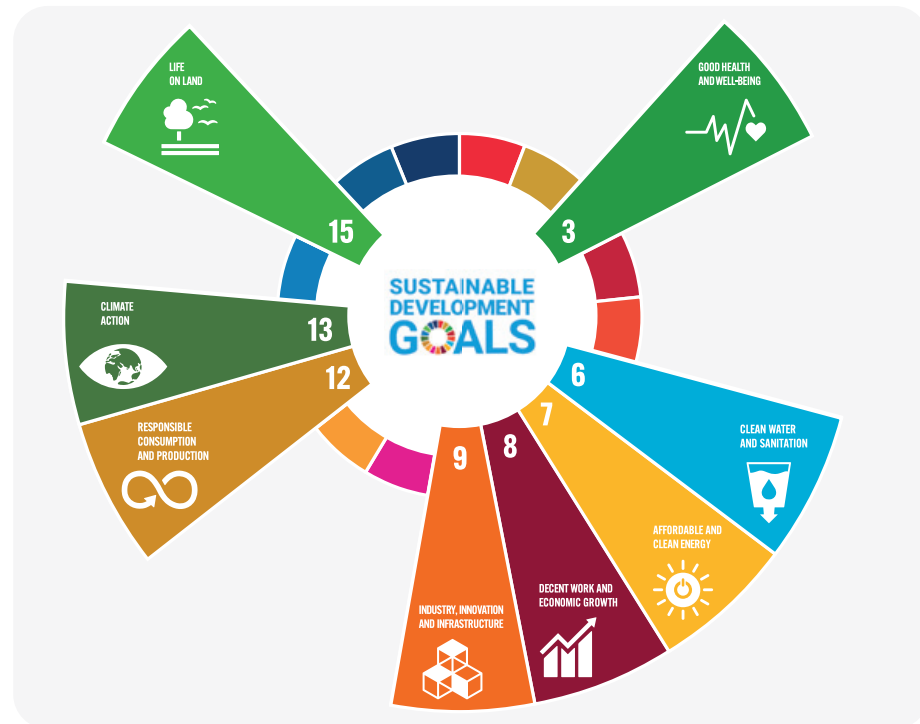 LIFE
ON LAND
15
GOOD HEALTH
AND WELL-BEING
3
SUSTAINABLE
DEVELOPMENT
GOALS
CLIMATE
ACTION
13
12
RESPONSIBLE
CONSUMPTION
AND PRODUCTION
6
CLEAN WATER
AND SANITATION
7
AFFORDABLE AND
CLEAN ENERGY
8
DECENT WORK AND
ECONOMIC GROWTH
9
INDUSTRY, INNOVATION
AND INFRASTRUCTURE